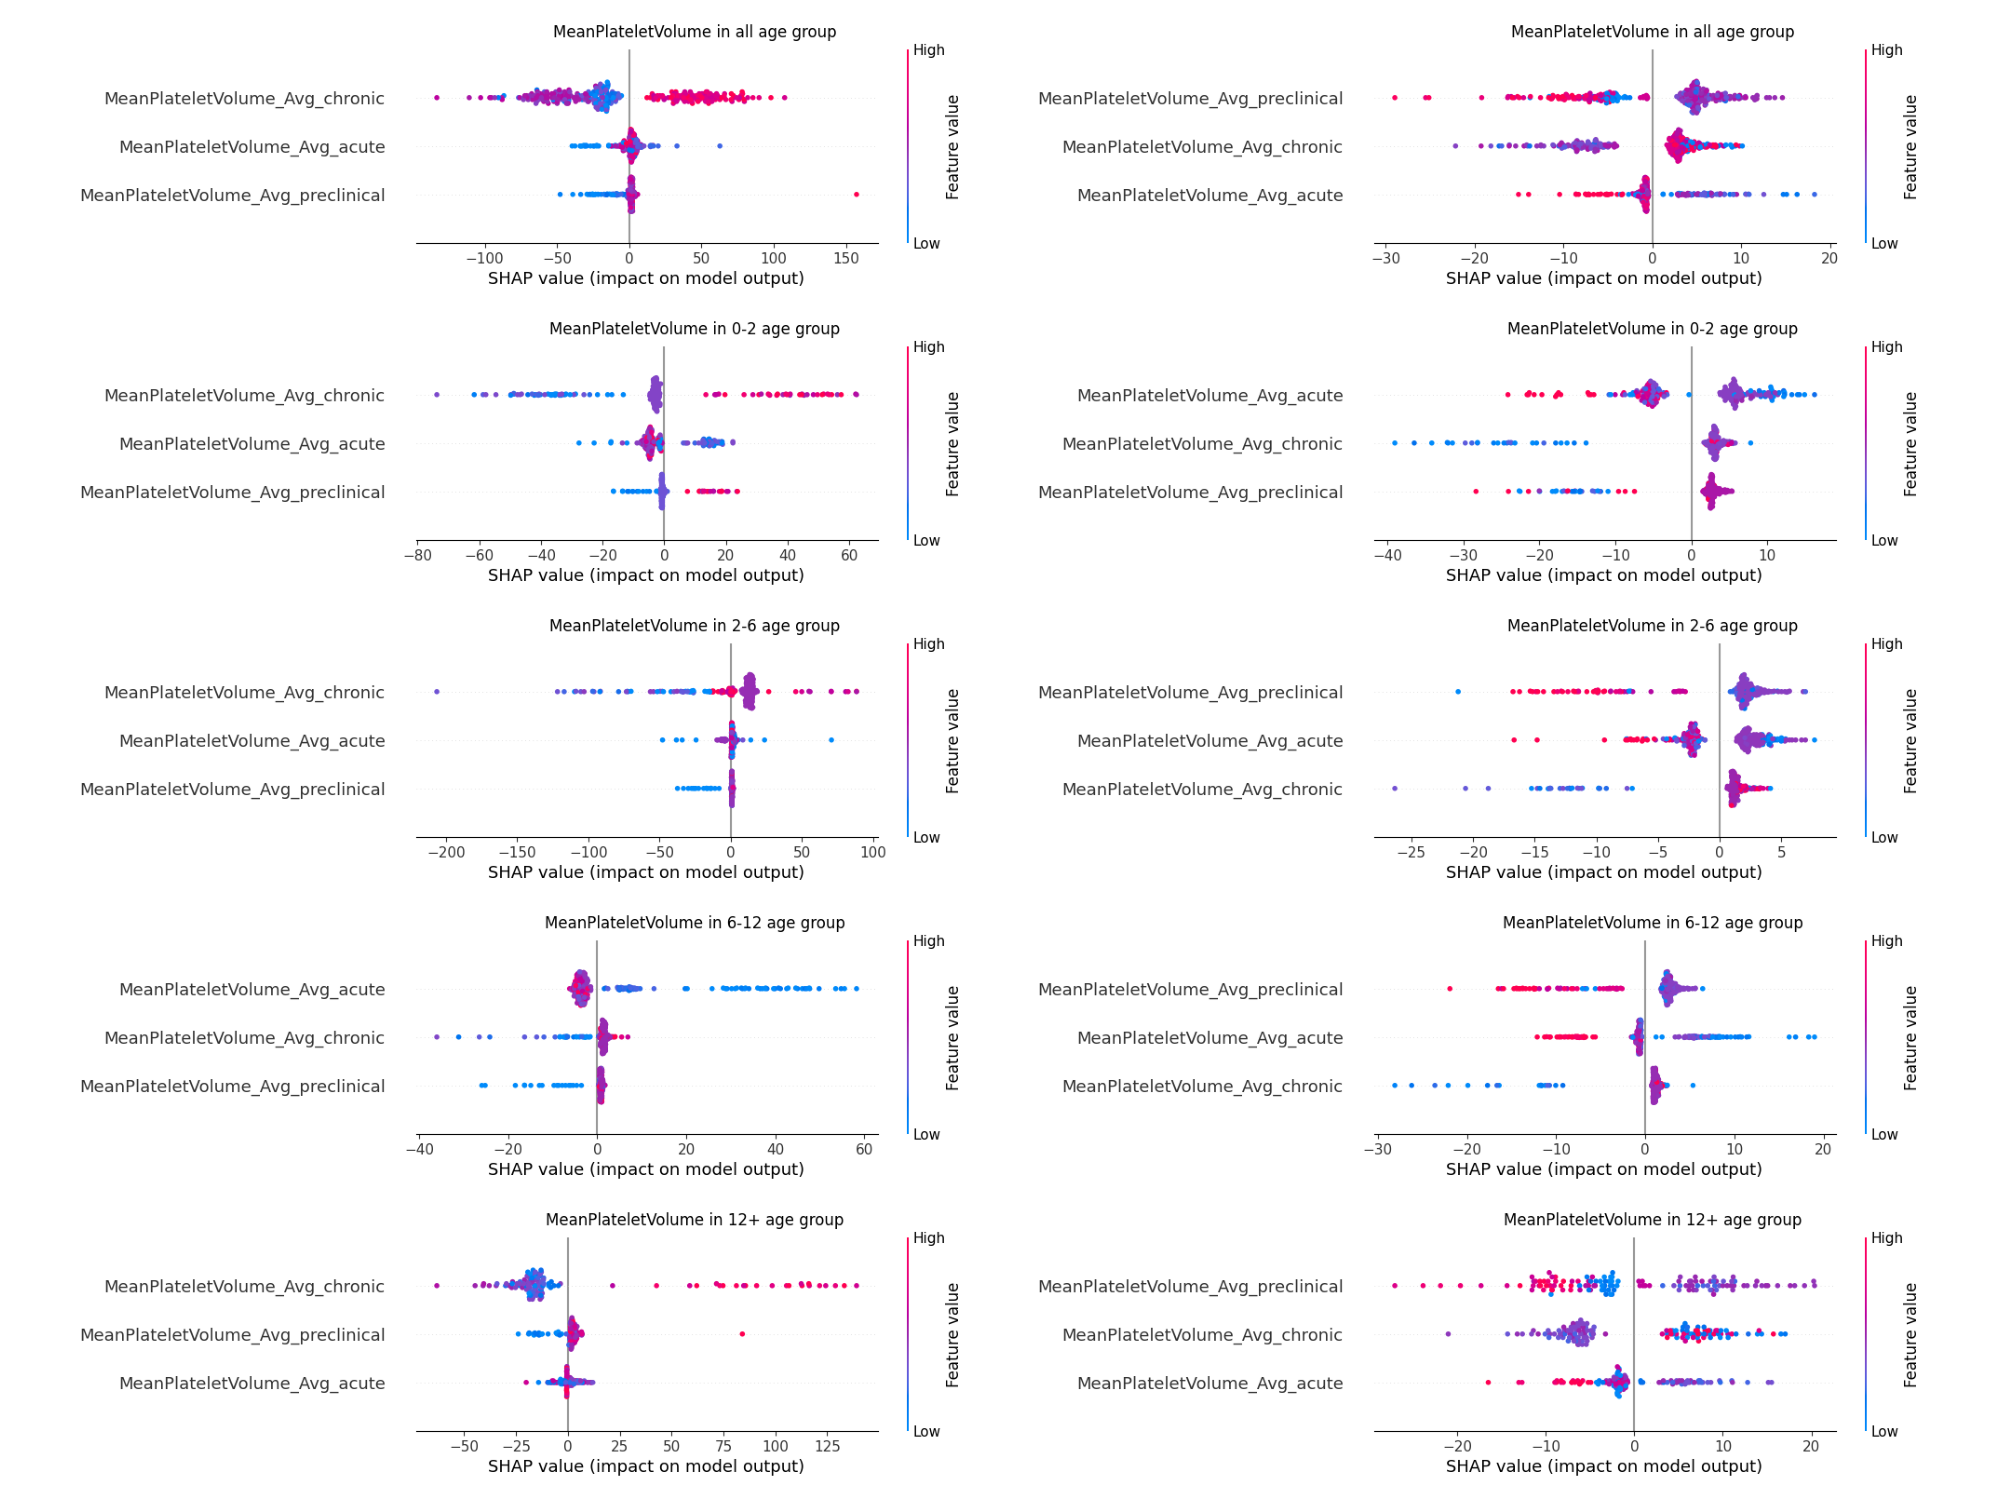 MeanPlateletVolume in all age group
High
MeanPlateletVolume_Avg_chronic
MeanPlateletVolume_Avg_acute
MeanPlateletVolume_Avg_preclinical
Feature value
Low
−100 −50 0 50 100 150
SHAP value (impact on model output)
MeanPlateletVolume in all age group
High
MeanPlateletVolume_Avg_preclinical
MeanPlateletVolume_Avg_chronic
MeanPlateletVolume_Avg_acute
Feature value
Low
−30 −20 −10 0 10 20
SHAP value (impact on model output)
MeanPlateletVolume in 0-2 age group
High
MeanPlateletVolume_Avg_chronic
MeanPlateletVolume_Avg_acute
MeanPlateletVolume_Avg_preclinical
Feature value
Low
−80 −60 −40 −20 0 20 40 60
SHAP value (impact on model output)
MeanPlateletVolume in 0-2 age group
High
MeanPlateletVolume_Avg_acute
MeanPlateletVolume_Avg_chronic
MeanPlateletVolume_Avg_preclinical
Feature value
Low
−40 −30 −20 −10 0 10
SHAP value (impact on model output)
MeanPlateletVolume in 2-6 age group
High
MeanPlateletVolume_Avg_chronic
MeanPlateletVolume_Avg_acute
MeanPlateletVolume_Avg_preclinical
Feature value
Low
−200 −150 −100 −50 0 50 100
SHAP value (impact on model output)
MeanPlateletVolume in 2-6 age group
High
MeanPlateletVolume_Avg_preclinical
MeanPlateletVolume_Avg_acute
MeanPlateletVolume_Avg_chronic
Feature value
Low
−25 −20 −15 −10 −5 0 5
SHAP value (impact on model output)
MeanPlateletVolume in 6-12 age group
High
MeanPlateletVolume_Avg_acute
MeanPlateletVolume_Avg_chronic
MeanPlateletVolume_Avg_preclinical
Feature value
Low
−40 −20 0 20 40 60
SHAP value (impact on model output)
MeanPlateletVolume in 6-12 age group
High
MeanPlateletVolume_Avg_preclinical
MeanPlateletVolume_Avg_acute
MeanPlateletVolume_Avg_chronic
Feature value
Low
−30 −20 −10 0 10 20
SHAP value (impact on model output)
MeanPlateletVolume in 12+ age group
High
MeanPlateletVolume_Avg_chronic
MeanPlateletVolume_Avg_preclinical
MeanPlateletVolume_Avg_acute
Feature value
Low
−50 −25 0 25 50 75 100 125
SHAP value (impact on model output)
MeanPlateletVolume in 12+ age group
High
MeanPlateletVolume_Avg_preclinical
MeanPlateletVolume_Avg_chronic
MeanPlateletVolume_Avg_acute
Feature value
Low
−20 −10 0 10 20
SHAP value (impact on model output)